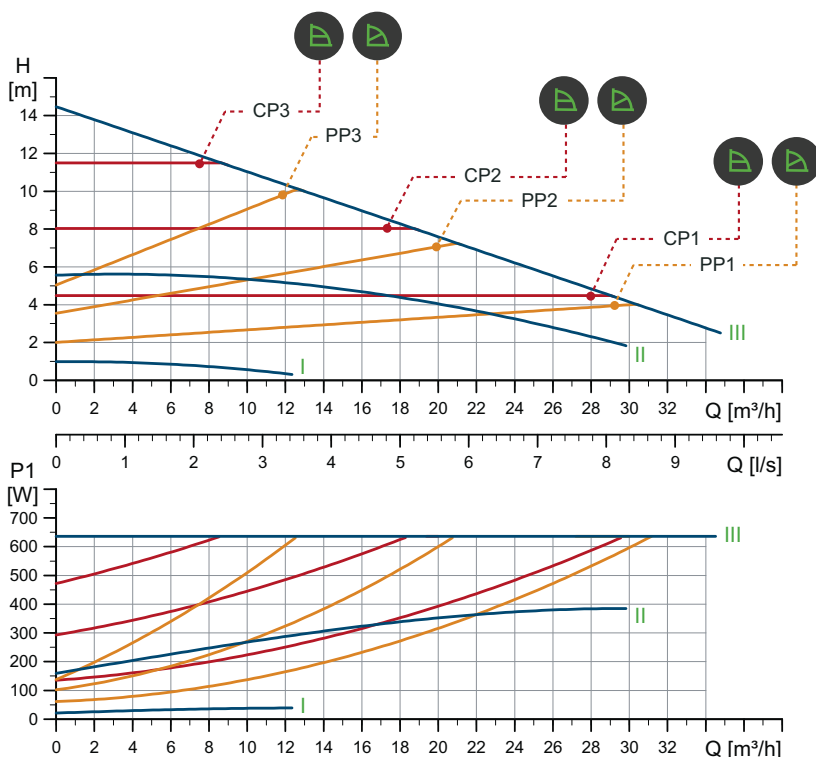 H
[m]
14
12
10
8
6
4
2
0
CP3
PP3
CP2
PP2
CP1
PP1
I
II
III
0 2 4 6 8 10 12 14 16 18 20 22 24 26 28 30 32
Q [m³/h]
0 1 2 3 4 5 6 7 8 9
Q [l/s]
P1
[W]
700
600
500
400
300
200
100
0
III
II
I
0 2 4 6 8 10 12 14 16 18 20 22 24 26 28 30 32
Q [m³/h]